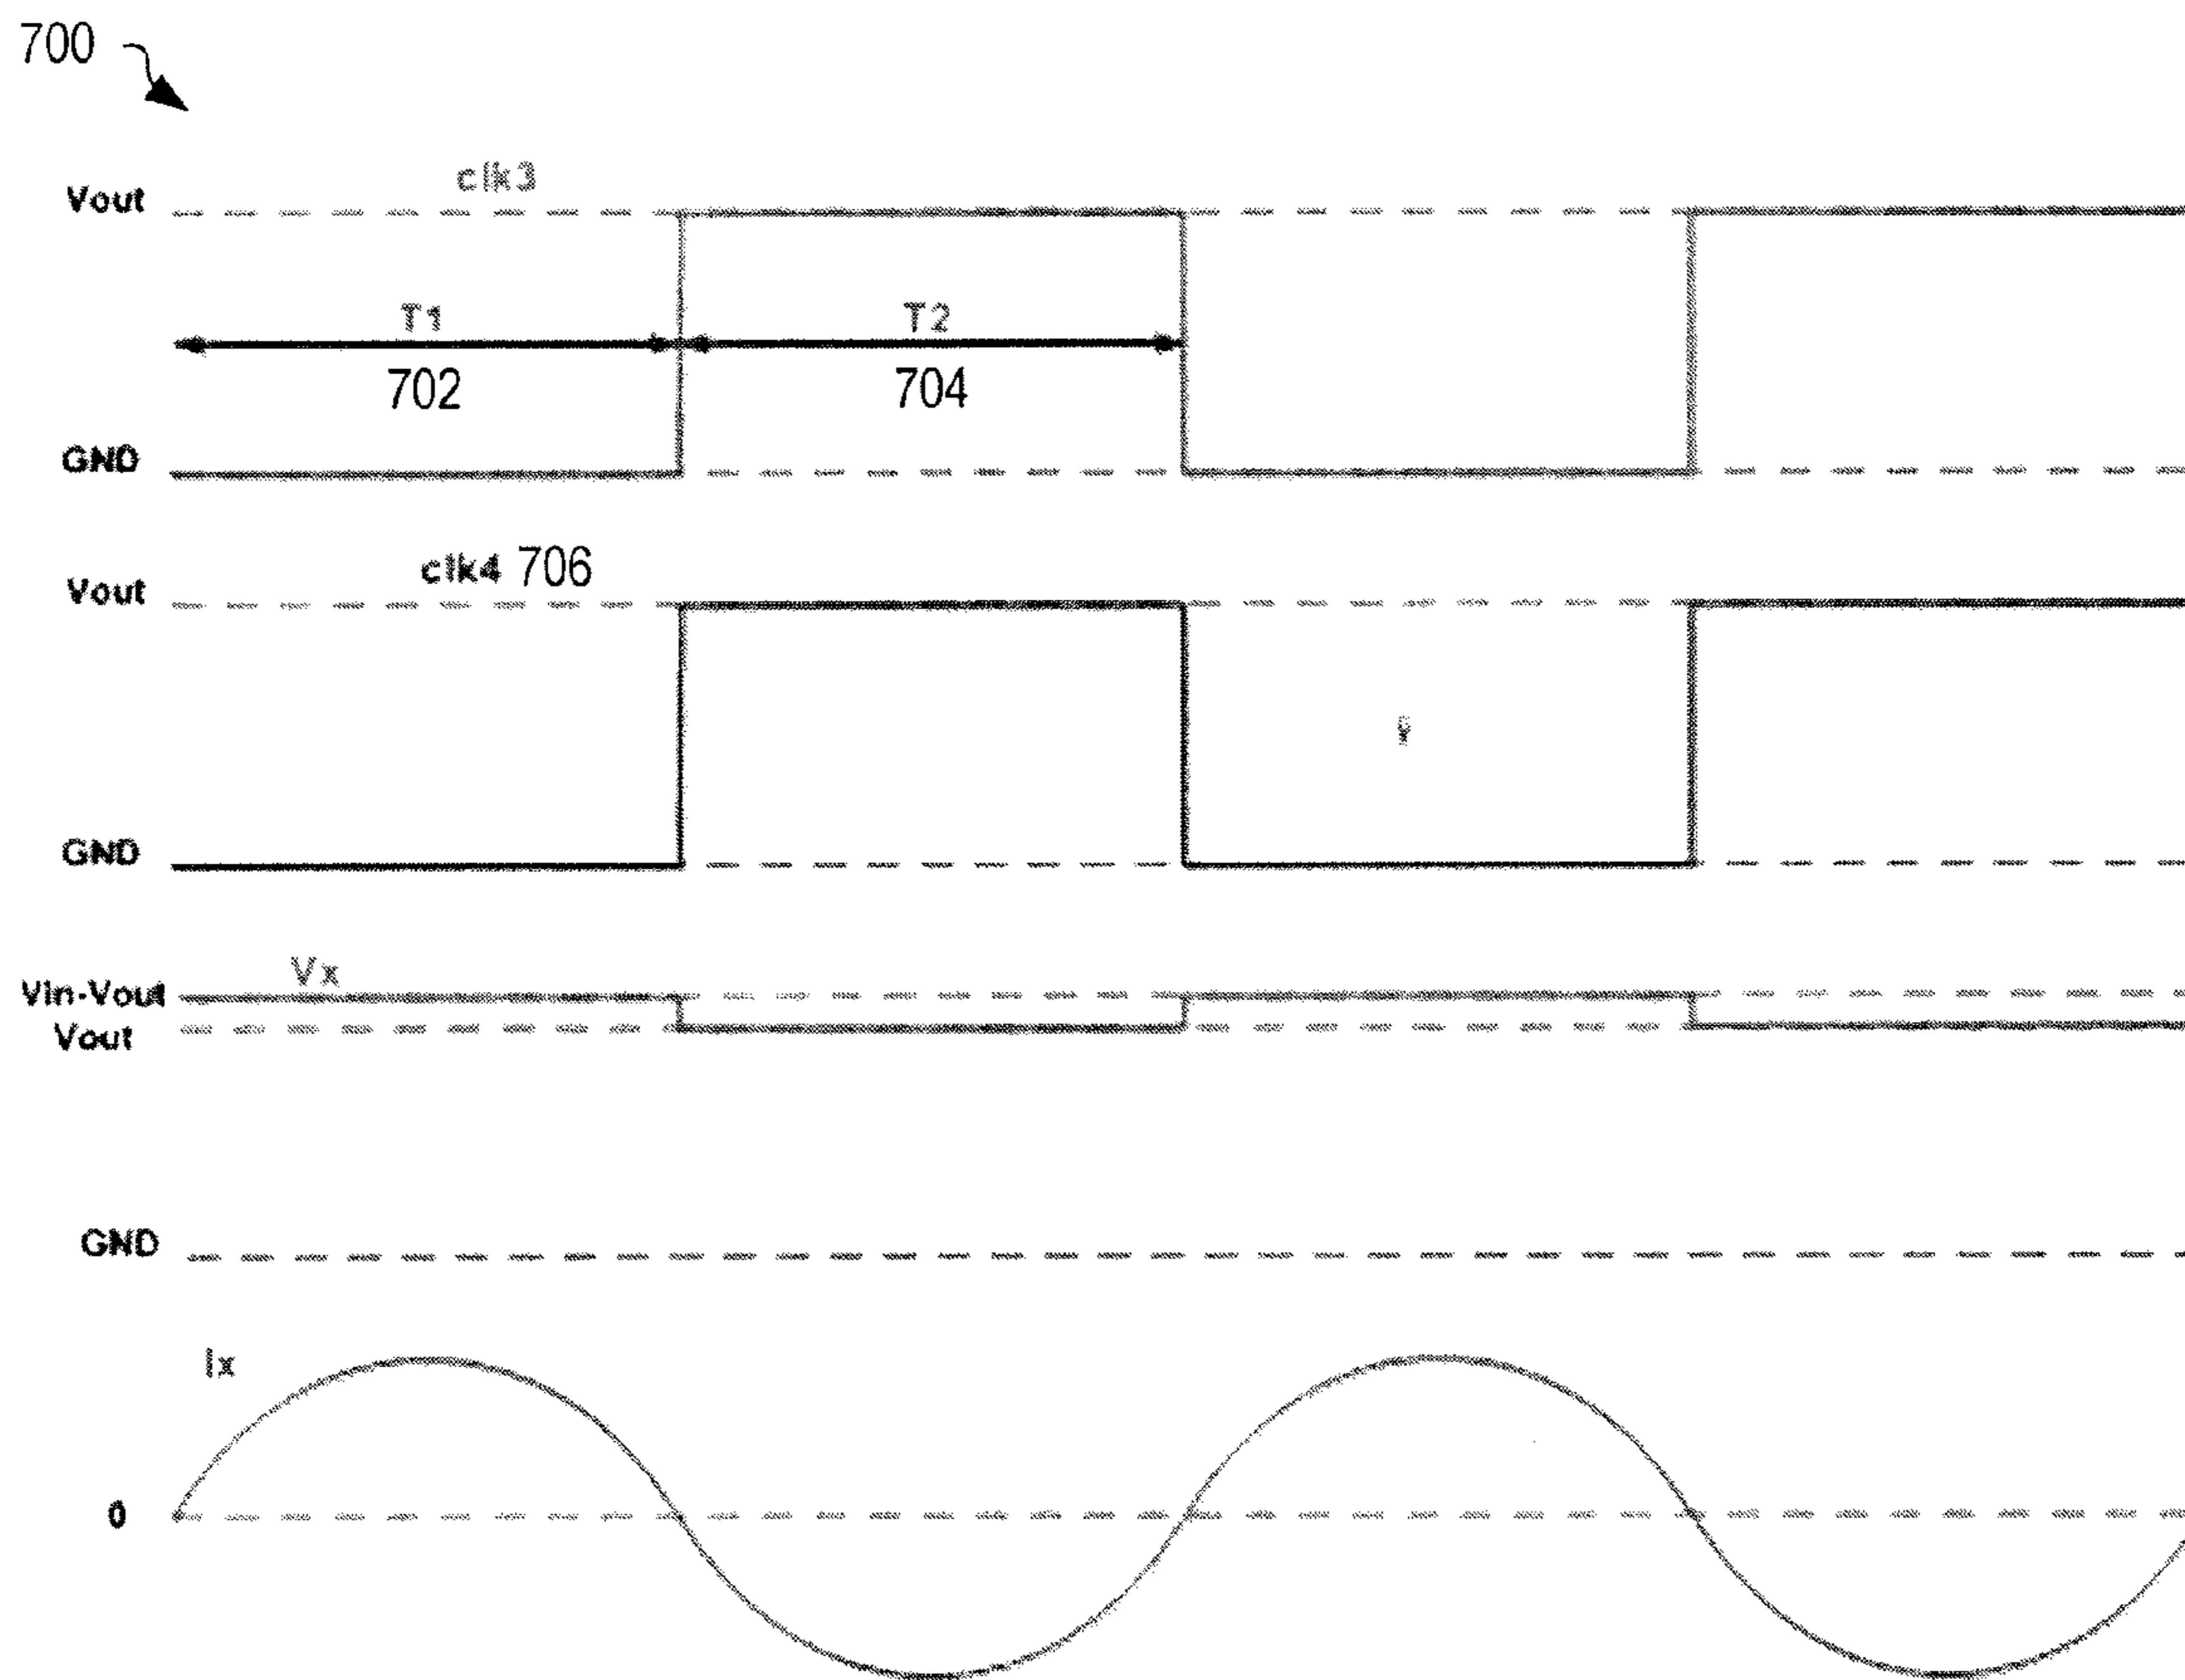 700
clk3
Vout
T1 T2
702 704
GND
clk4 706
Vout
GND
Vx
Vin-Vout
Vout
GND
Ix
0